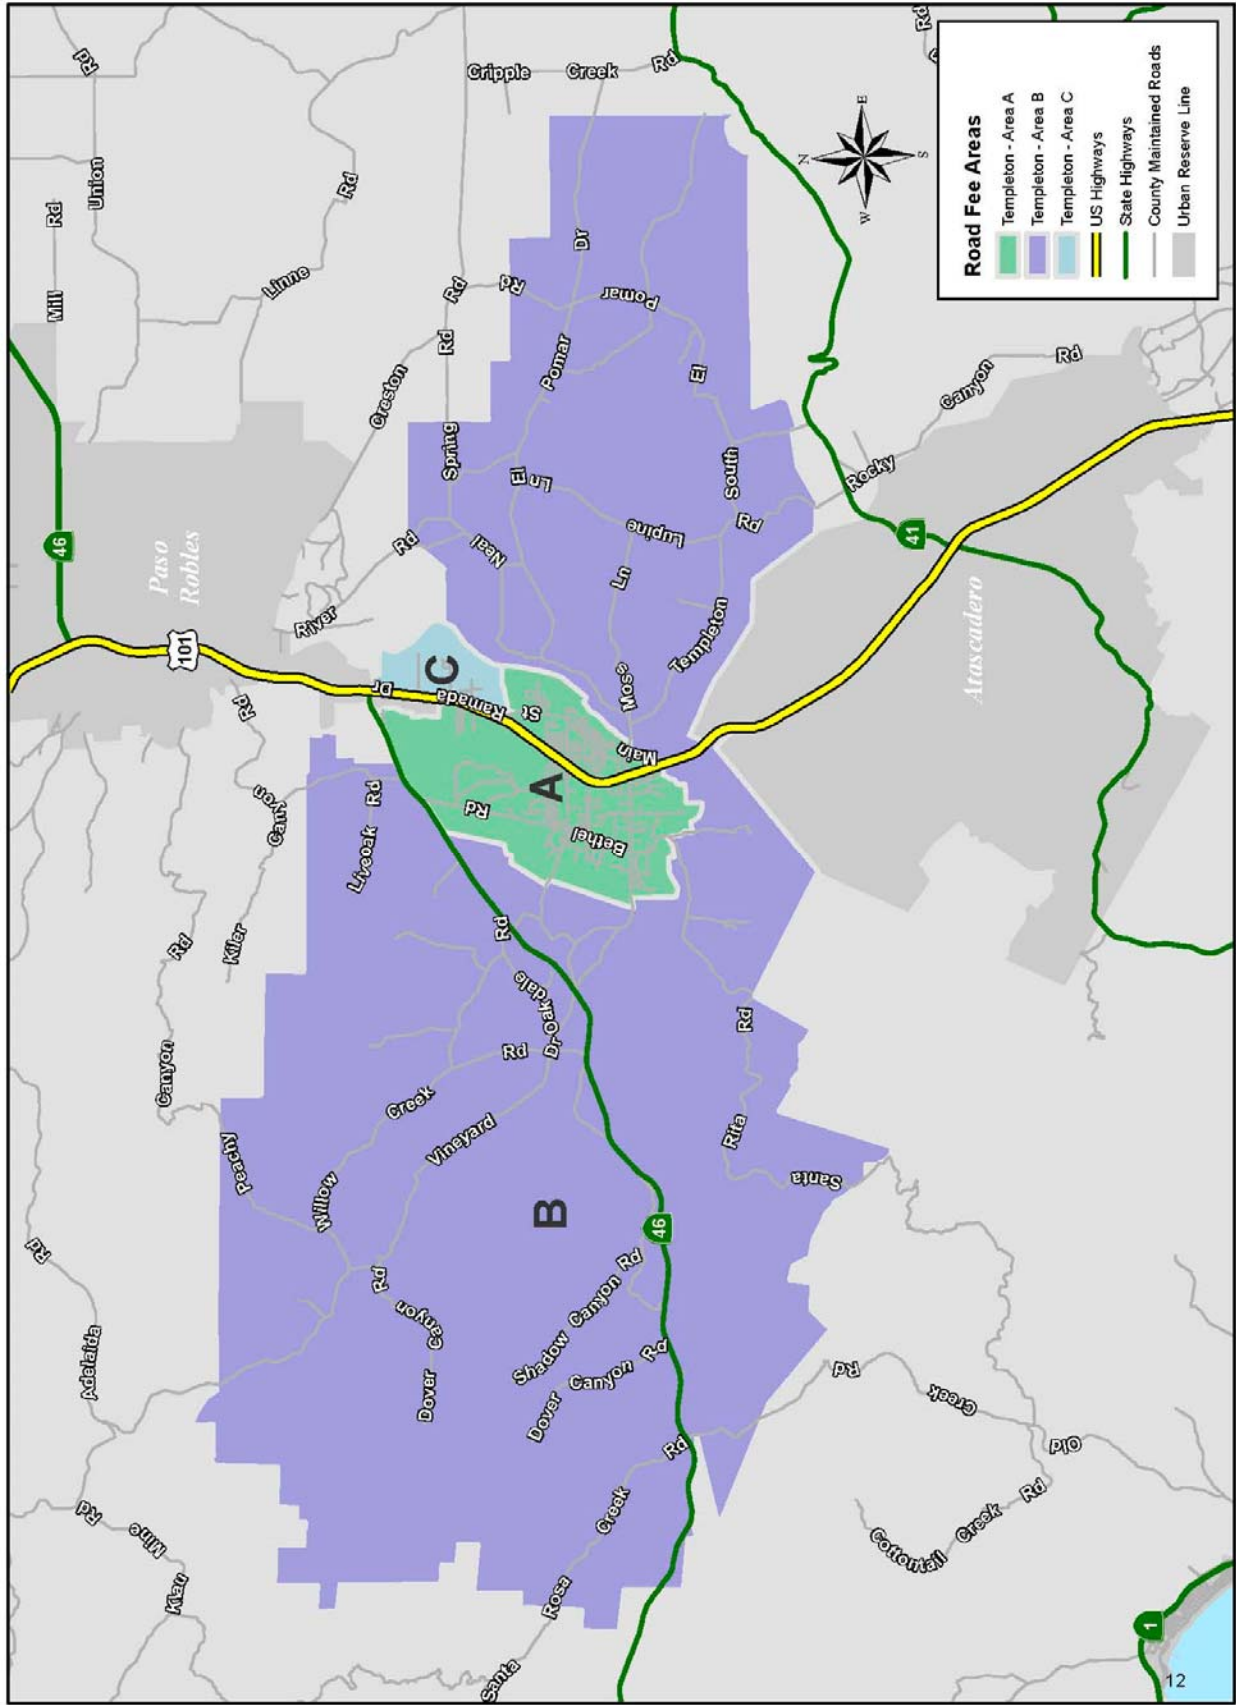 Road Fee Areas
Templeton - Area A
Templeton - Area B
Templeton - Area C
US Highways
State Highways
County Maintained Roads
Urban Reserve Line
N
E
S
W
Paso
Robles
Atascadero
A
B
C
101
46
46
41
1
Rd
Mill Rd
Union
Linne Rd
Creston Rd
Spring Rd
River Rd
Neal
Cripple Creek Rd
El Pomar Dr
El Pomar Rd
South El Pomar
Lupine Ln
Moss Ln
Templeton Rd
Rocky Canyon Rd
Rd
Ramada Dr
Main St
Bethel Rd
Liveoak Rd
Kiler Canyon Rd
Peachy Canyon Rd
Willow Creek Rd
Vineyard Dr
Oakdale Rd
Dover Canyon Rd
Shadow Canyon Rd
Dover Canyon Rd
Santa Rita Rd
Santa Rosa Creek Rd
Adelaida Rd
Klau Mine Rd
Old Creek Rd
Cottontail Creek Rd
12